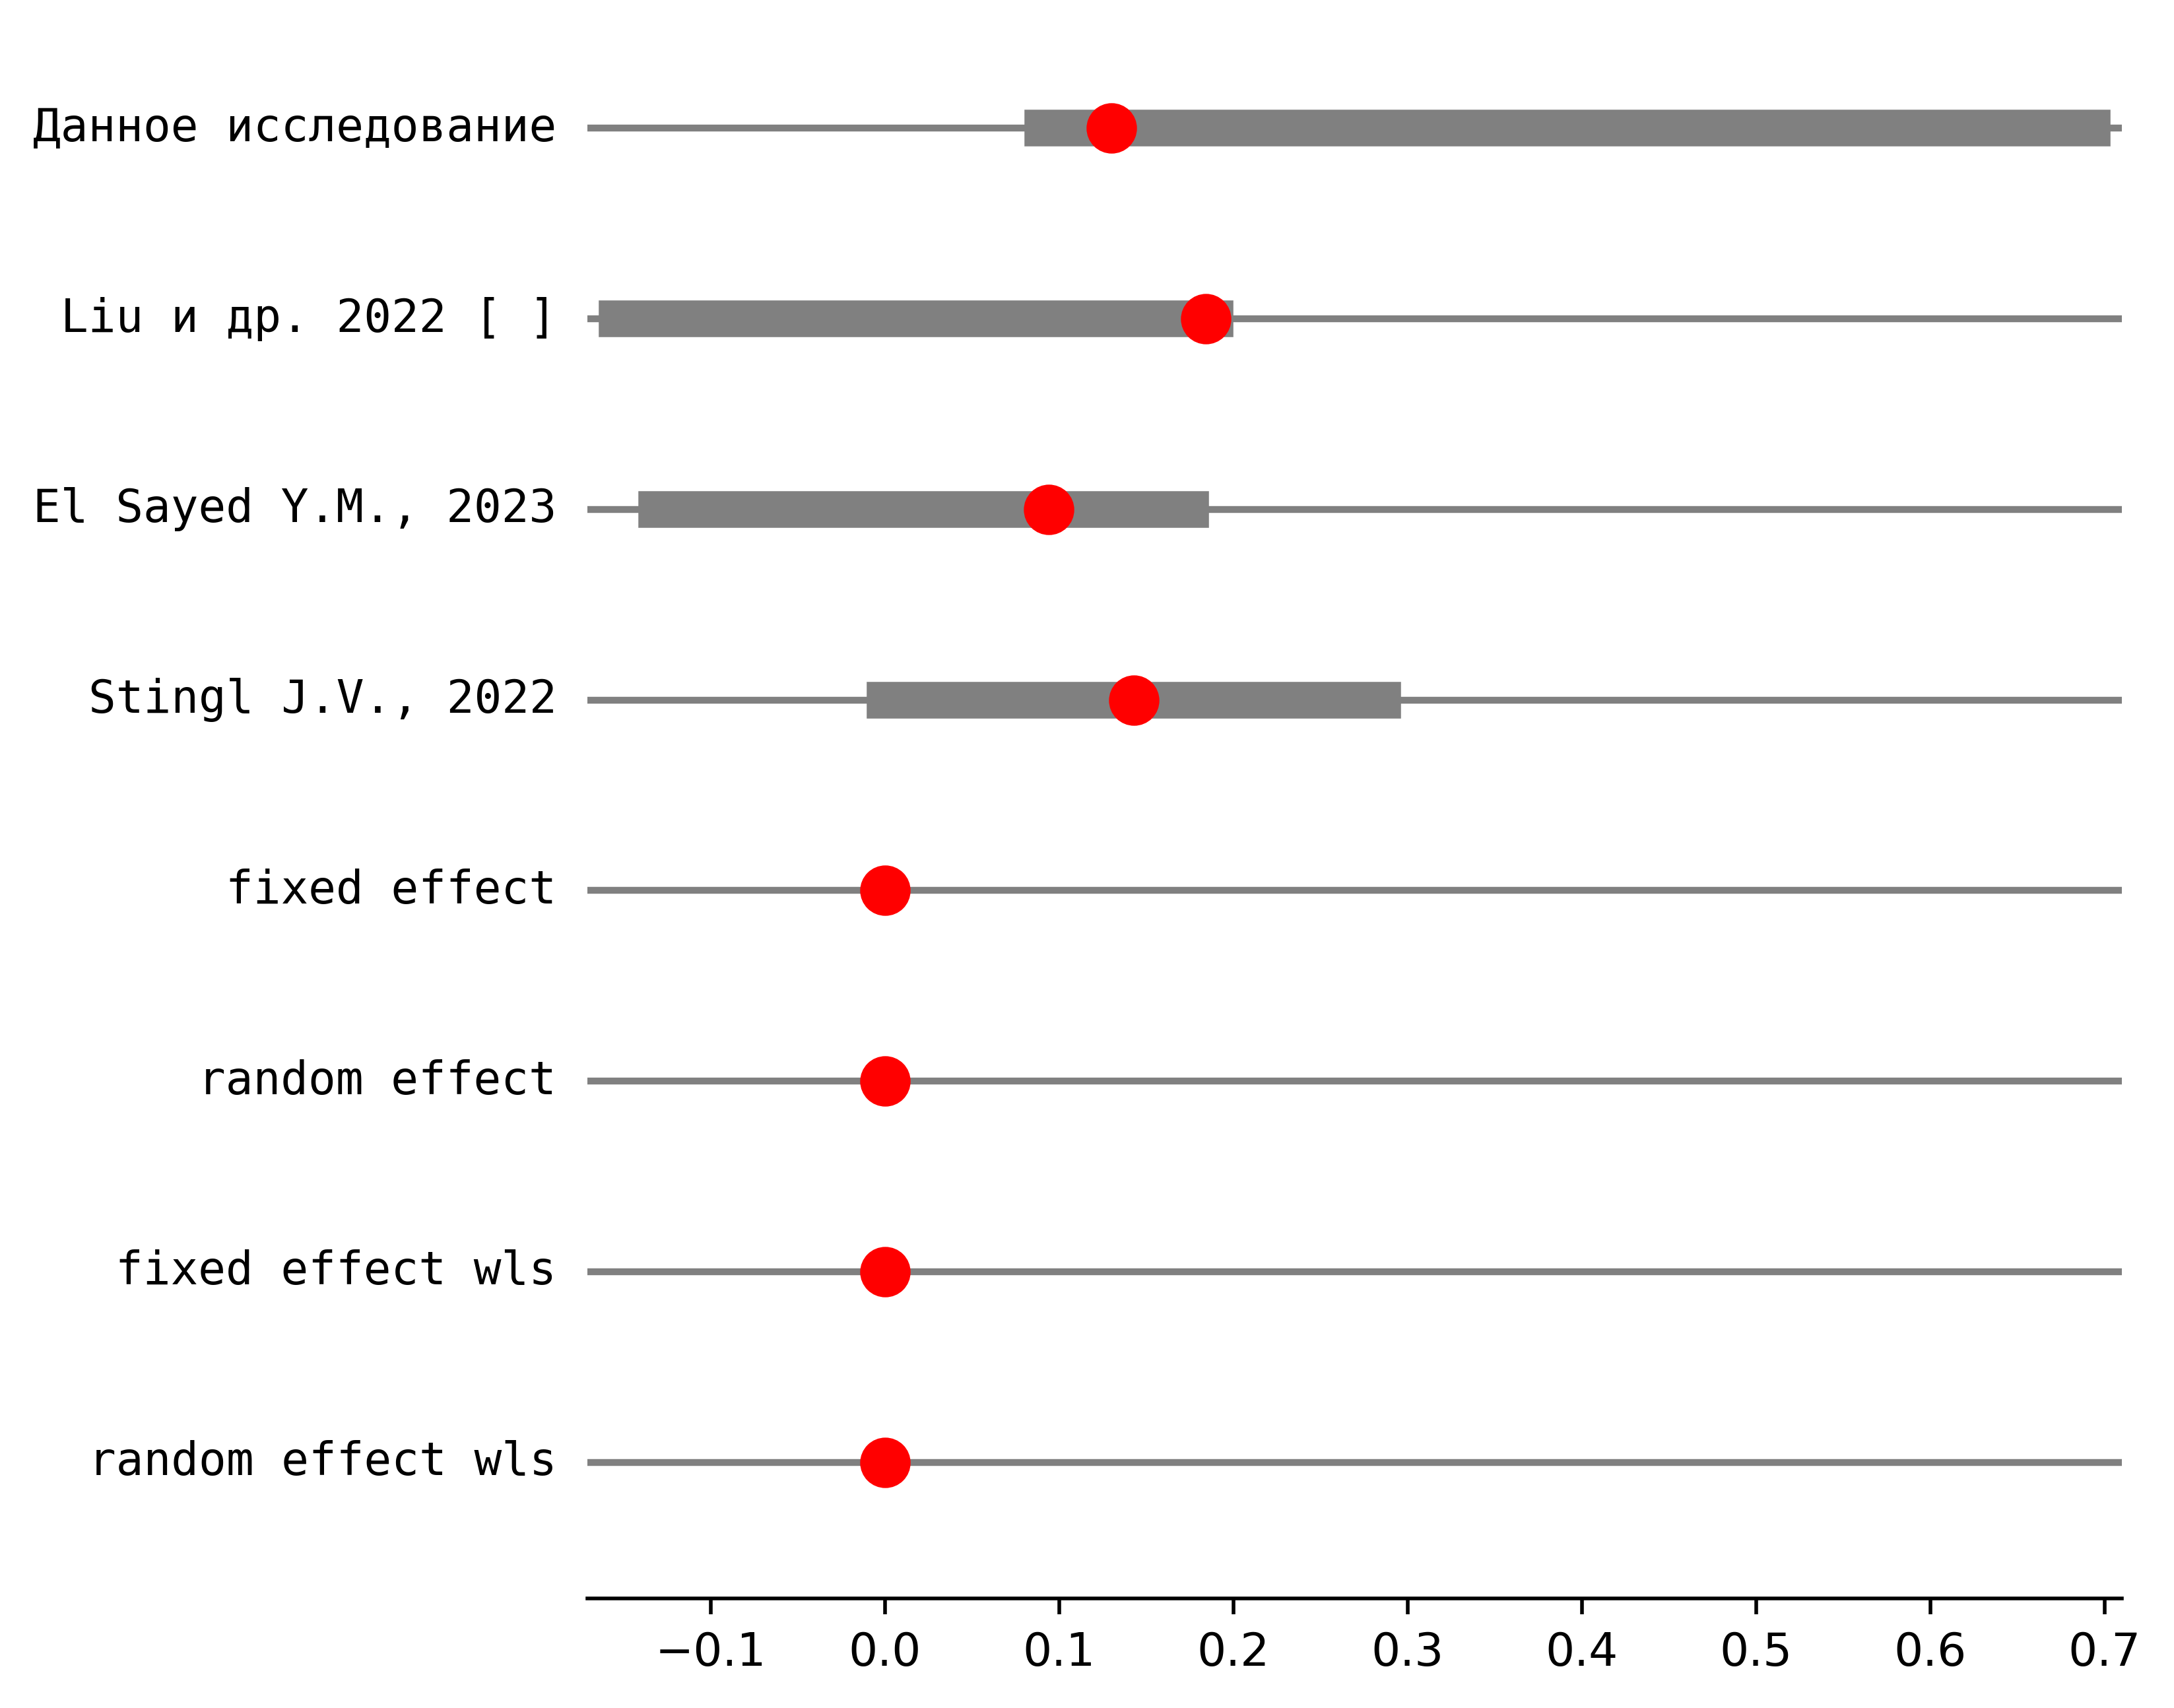 Данное исследование
Liu и др. 2022 [ ]
El Sayed Y.M., 2023
Stingl J.V., 2022
fixed effect
random effect
fixed effect wls
random effect wls
−0.1 0.0 0.1 0.2 0.3 0.4 0.5 0.6 0.7